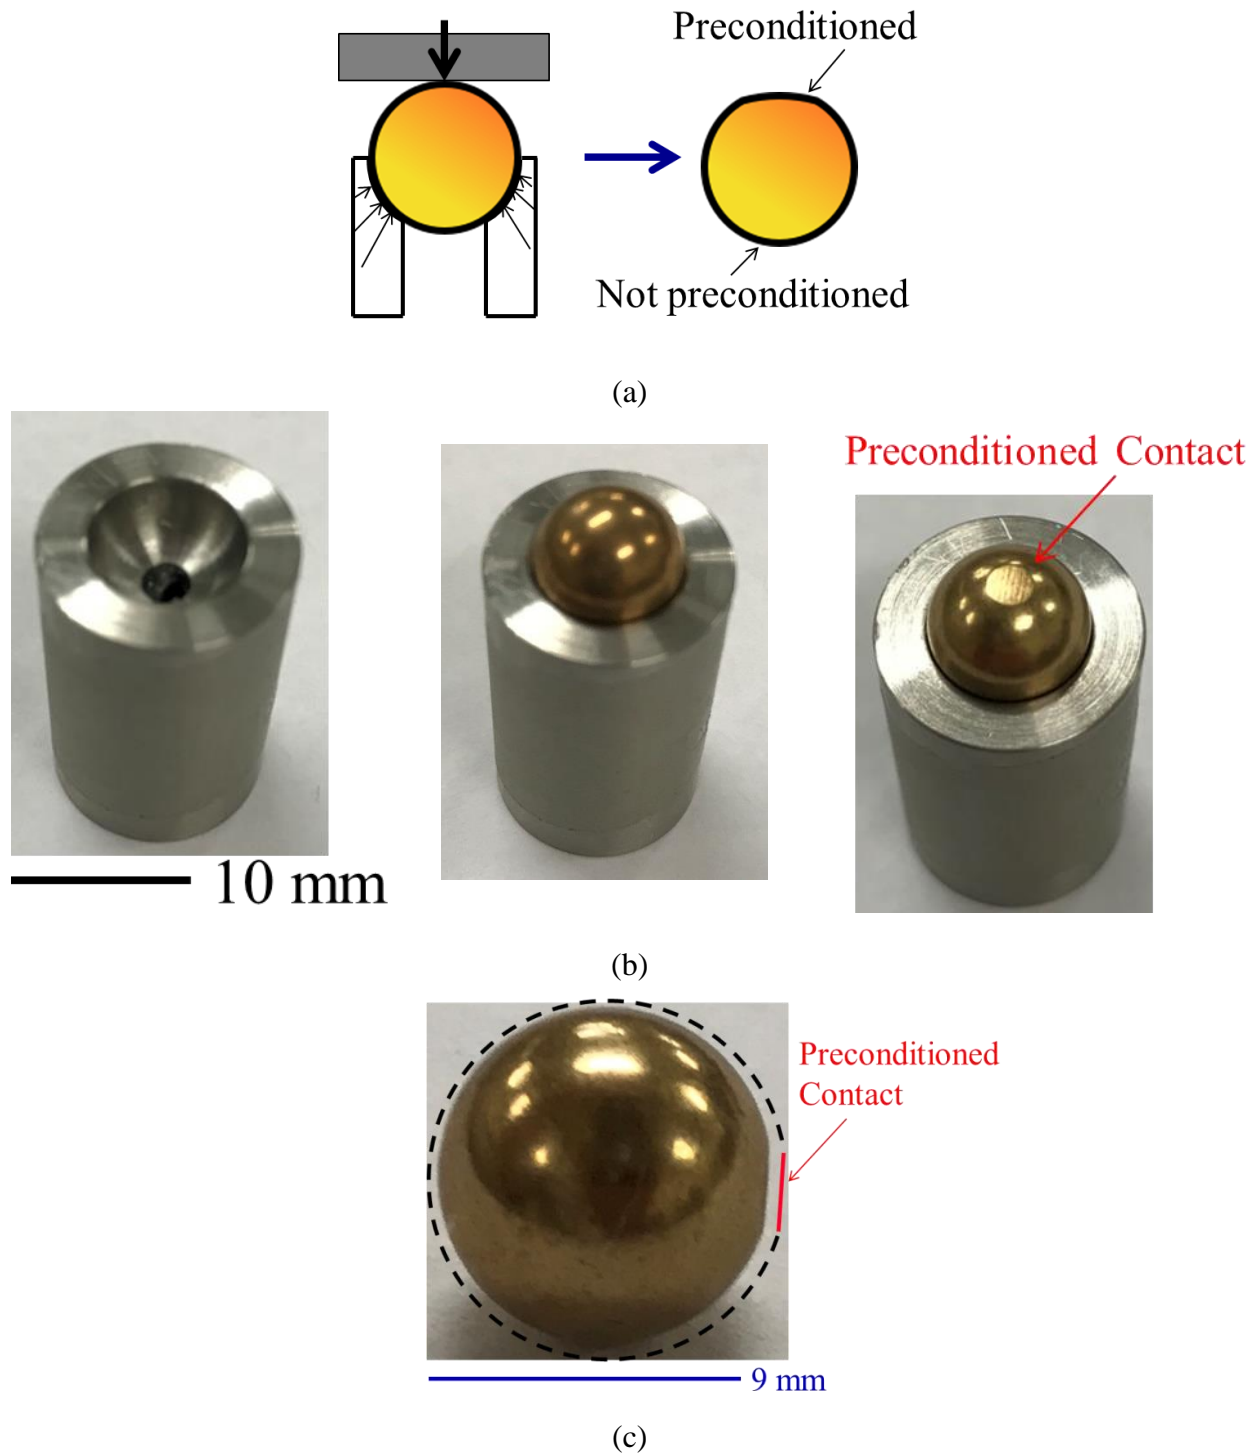 Preconditioned
Not preconditioned
(a)
Preconditioned Contact
10 mm
(b)
Preconditioned
Contact
9 mm
(c)